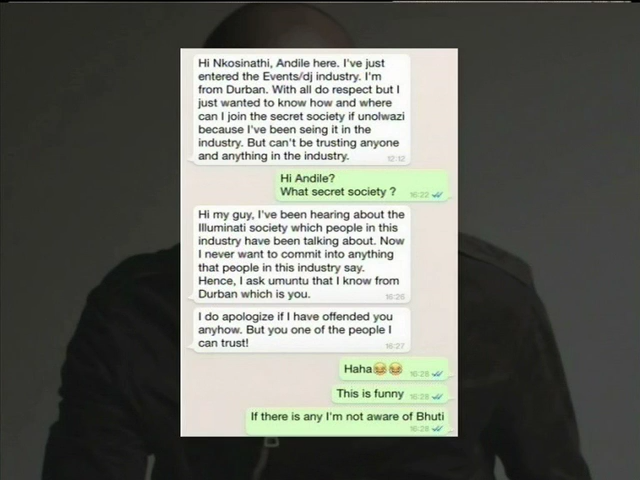 Hi Nkosinathi, Andile here. I've just
entered the Events/dj industry. I'm
from Durban. With all do respect but I
just wanted to know how and where
can I join the secret society if unolwazi
because I've been seing it in the
industry. But can't be trusting anyone
and anything in the industry.
12:12
Hi Andile?
What secret society ?
16:22
Hi my guy, I've been hearing about the
Illuminati society which people in this
industry have been talking about. Now
I never want to commit into anything
that people in this industry say.
Hence, I ask umuntu that I know from
Durban which is you.
16:26
I do apologize if I have offended you
anyhow. But you one of the people I
can trust!
16:27
Haha😂😂
16:28
This is funny
16:28
If there is any I'm not aware of Bhuti
16:28